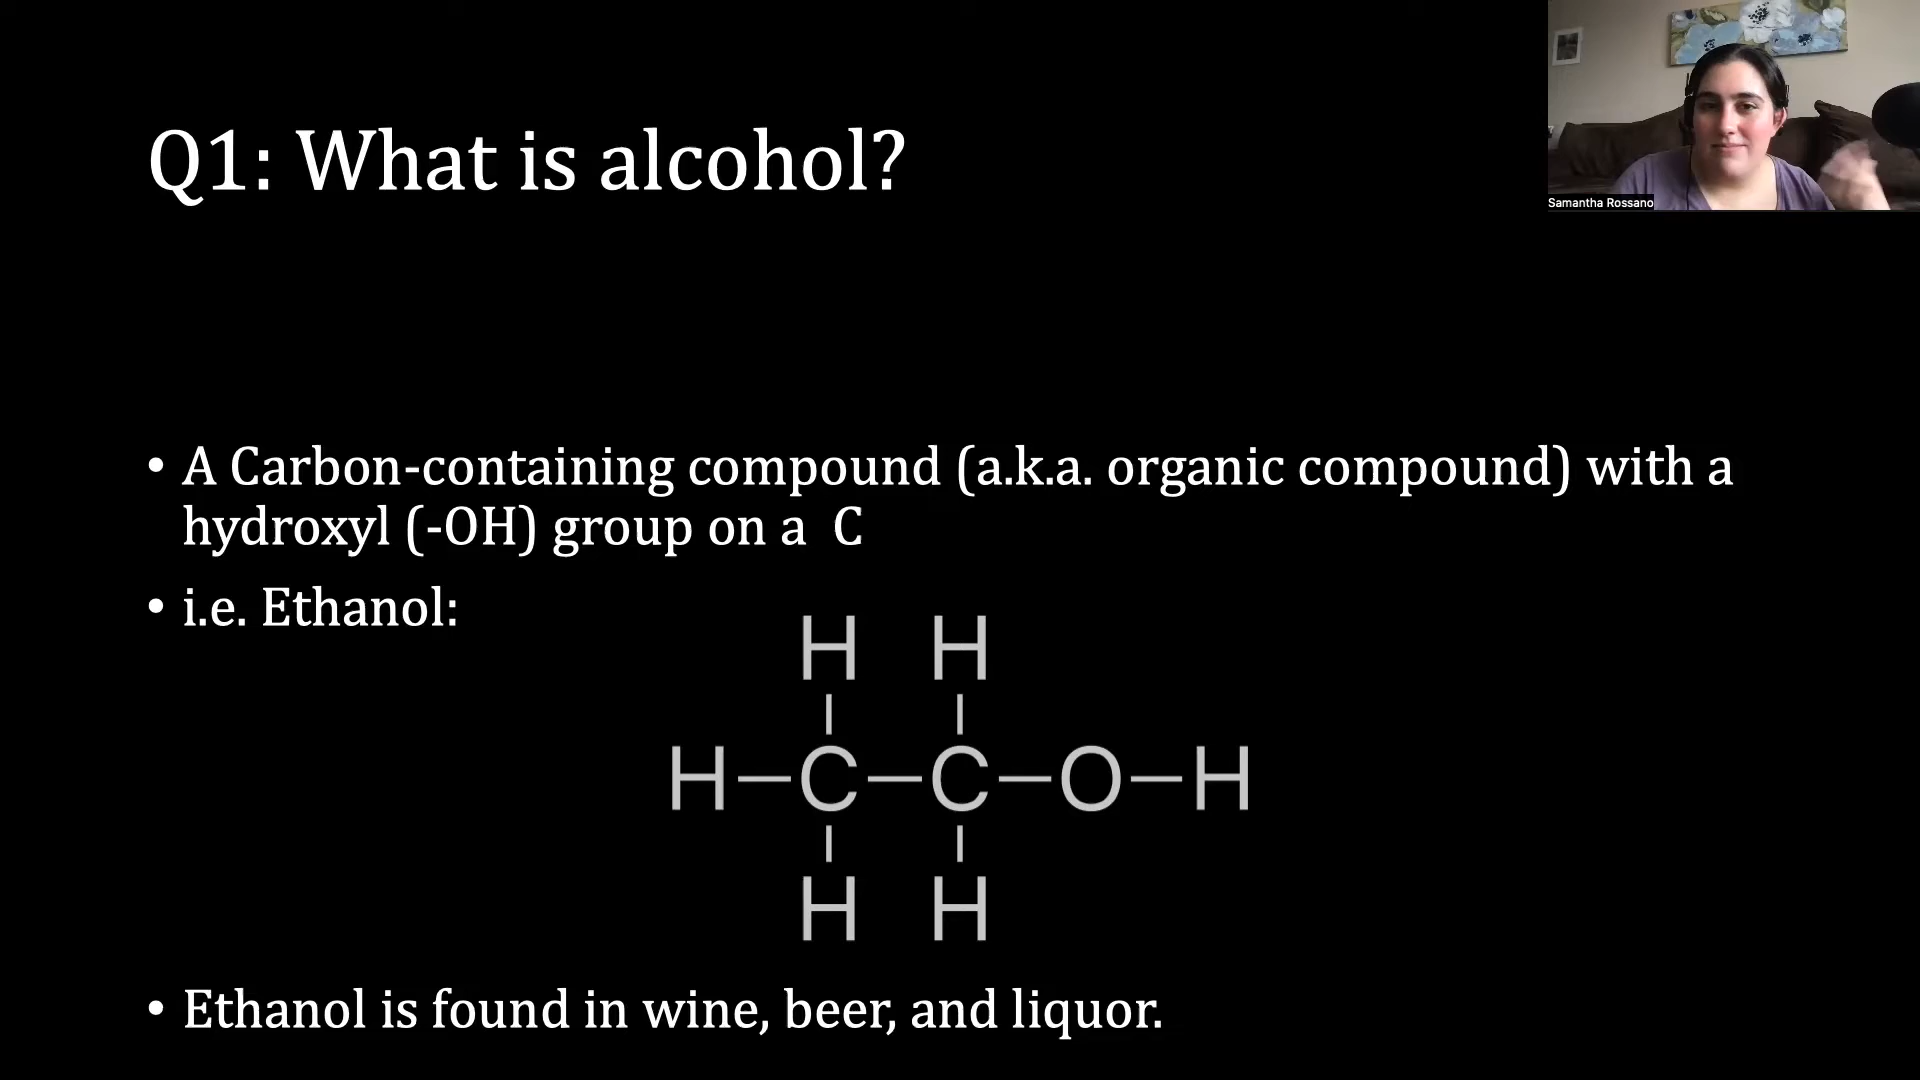 Samantha Rossano
Q1: What is alcohol?
• A Carbon-containing compound (a.k.a. organic compound) with a
hydroxyl (-OH) group on a  C
• i.e. Ethanol:
H H
H—C—C—O—H
H H
• Ethanol is found in wine, beer, and liquor.